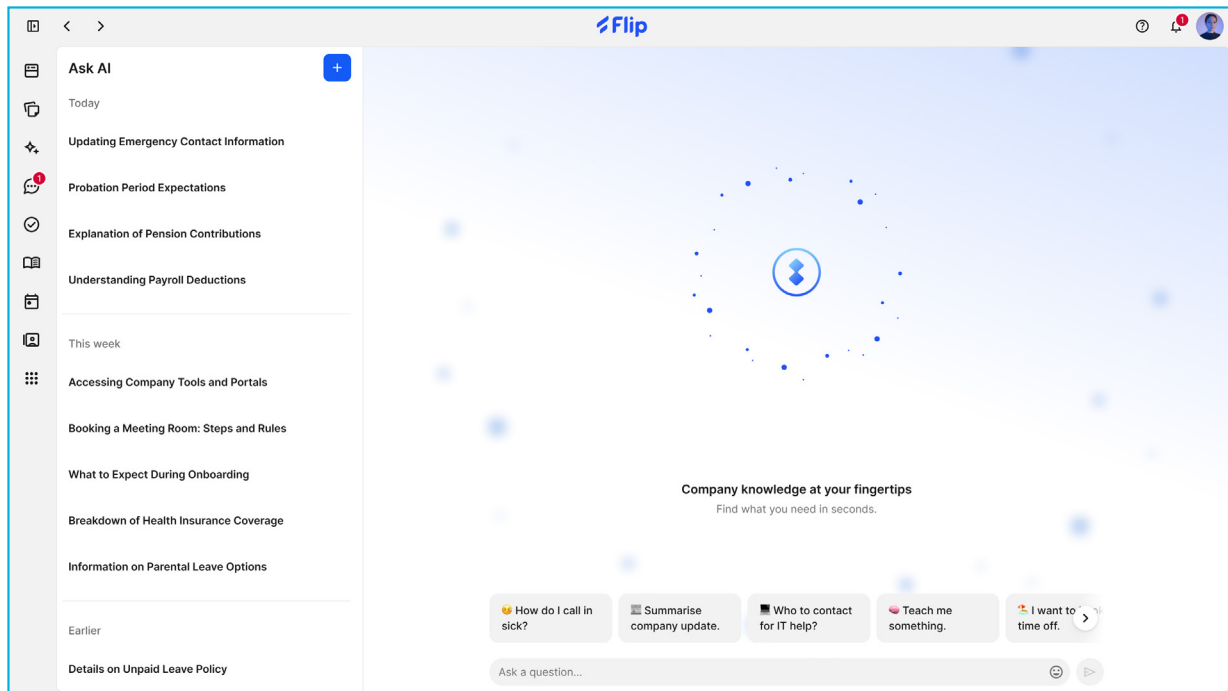 Flip
1
Ask AI
+
Today
Updating Emergency Contact Information
1
Probation Period Expectations
Explanation of Pension Contributions
Understanding Payroll Deductions
This week
Accessing Company Tools and Portals
Booking a Meeting Room: Steps and Rules
What to Expect During Onboarding
Breakdown of Health Insurance Coverage
Information on Parental Leave Options
Earlier
Details on Unpaid Leave Policy
Company knowledge at your fingertips
Find what you need in seconds.
How do I call in
sick?
Summarise
company update.
Who to contact
for IT help?
Teach me
something.
I want to
time off.
Ask a question...